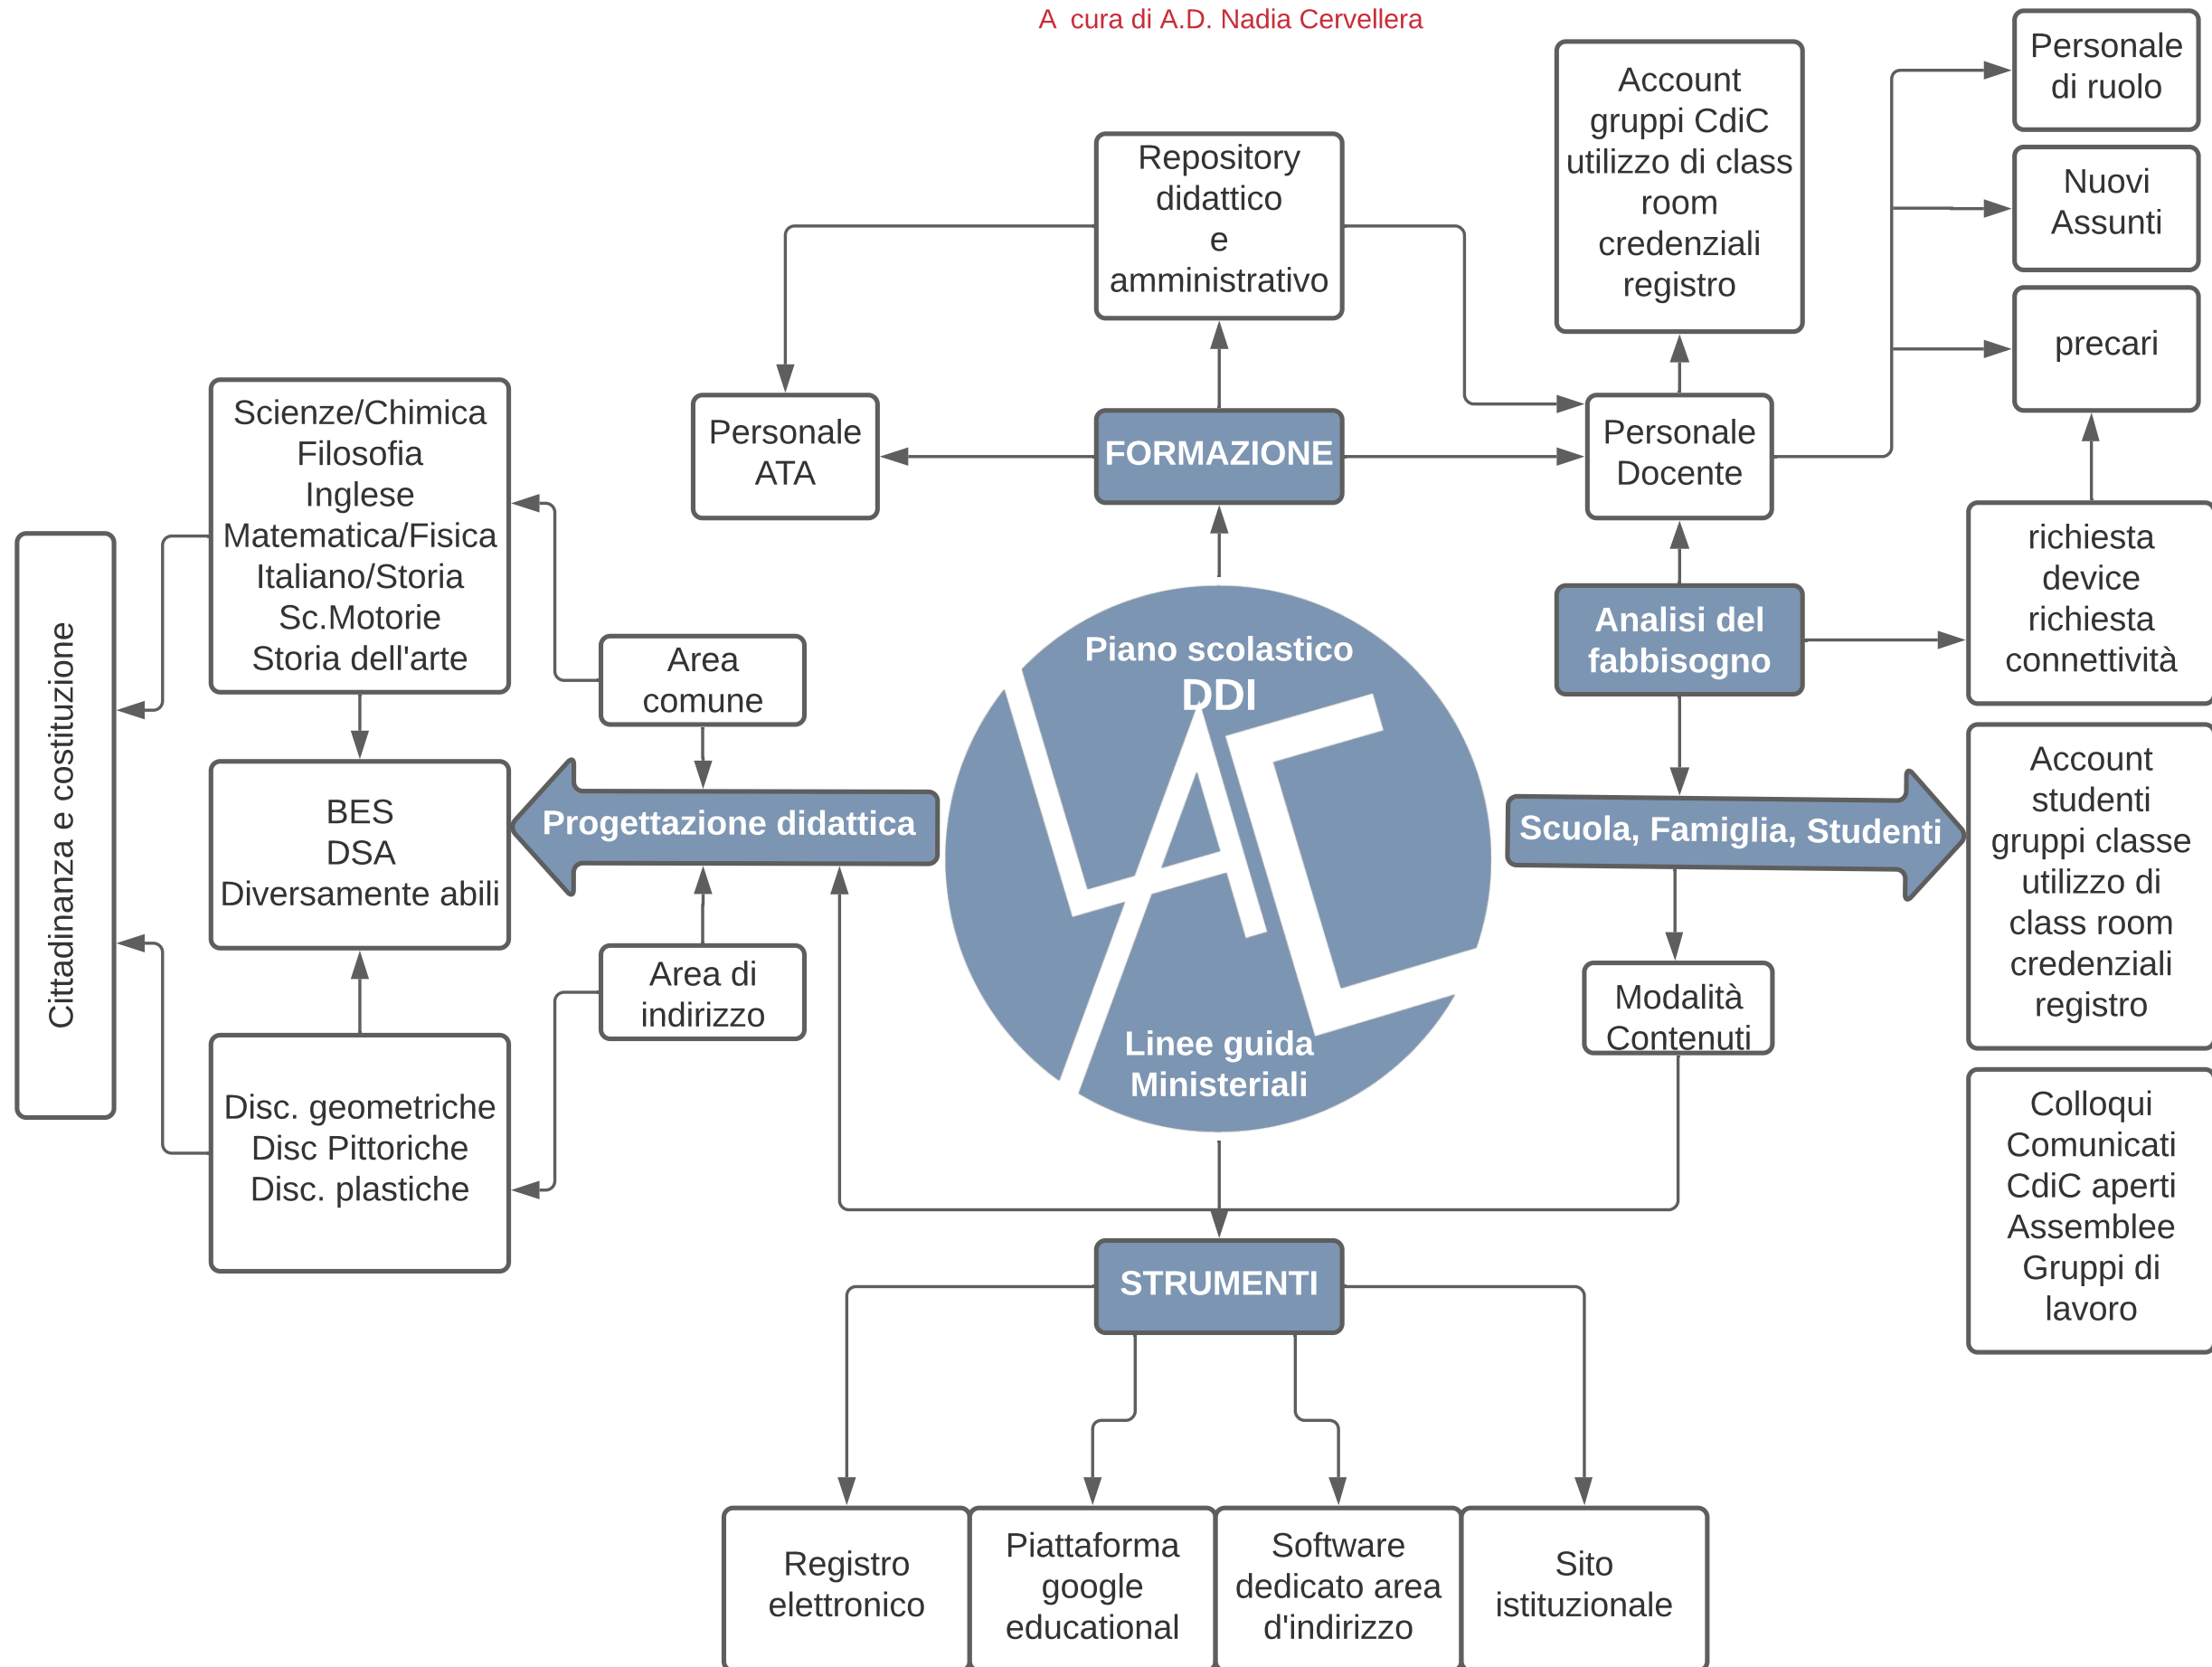 A  cura di A.D. Nadia Cervellera
Personale
di ruolo
Account
gruppi CdiC
utilizzo di class
room
credenziali
registro
Repository
didattico
e
amministrativo
Nuovi
Assunti
precari
Scienze/Chimica
Filosofia
Inglese
Matematica/Fisica
Italiano/Storia
Sc.Motorie
Storia dell'arte
Personale
ATA
FORMAZIONE
Personale
Docente
richiesta
device
richiesta
connettività
Cittadinanza e costituzione
Area
comune
Piano scolastico
DDI
LAC
Analisi del
fabbisogno
BES
DSA
Diversamente abili
Progettazione didattica
Scuola, Famiglia, Studenti
Account
studenti
gruppi classe
utilizzo di
class room
credenziali
registro
Area di
indirizzo
Linee guida
Ministeriali
Modalità
Contenuti
Disc. geometriche
Disc Pittoriche
Disc. plastiche
Colloqui
Comunicati
CdiC aperti
Assemblee
Gruppi di
lavoro
STRUMENTI
Registro
elettronico
Piattaforma
google
educational
Software
dedicato area
d'indirizzo
Sito
istituzionale